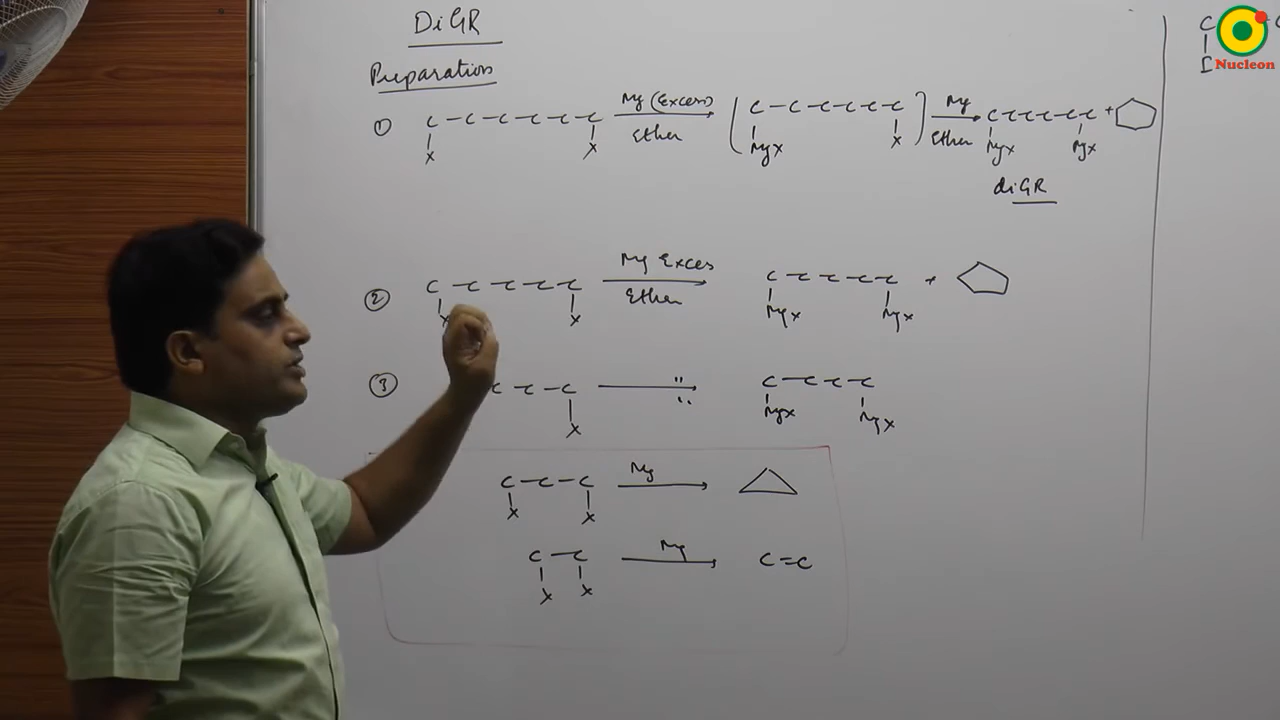 DiGR
Preparation
① C - C - C - C - C - C Mg (Excess) Ether ( C - C - C - C - C - C ) Mg Ether C - C - C - C - C +
X X MgX X MgX MgX
diGR
② C - C - C - C - C Mg Exces Ether C - C - C - C - C +
X X MgX MgX
③ C - C - C " " C - C - C - C
X MgX MgX
C - C - C Mg
X X
C - C Mg C=C
X X
C
I
Nucleon